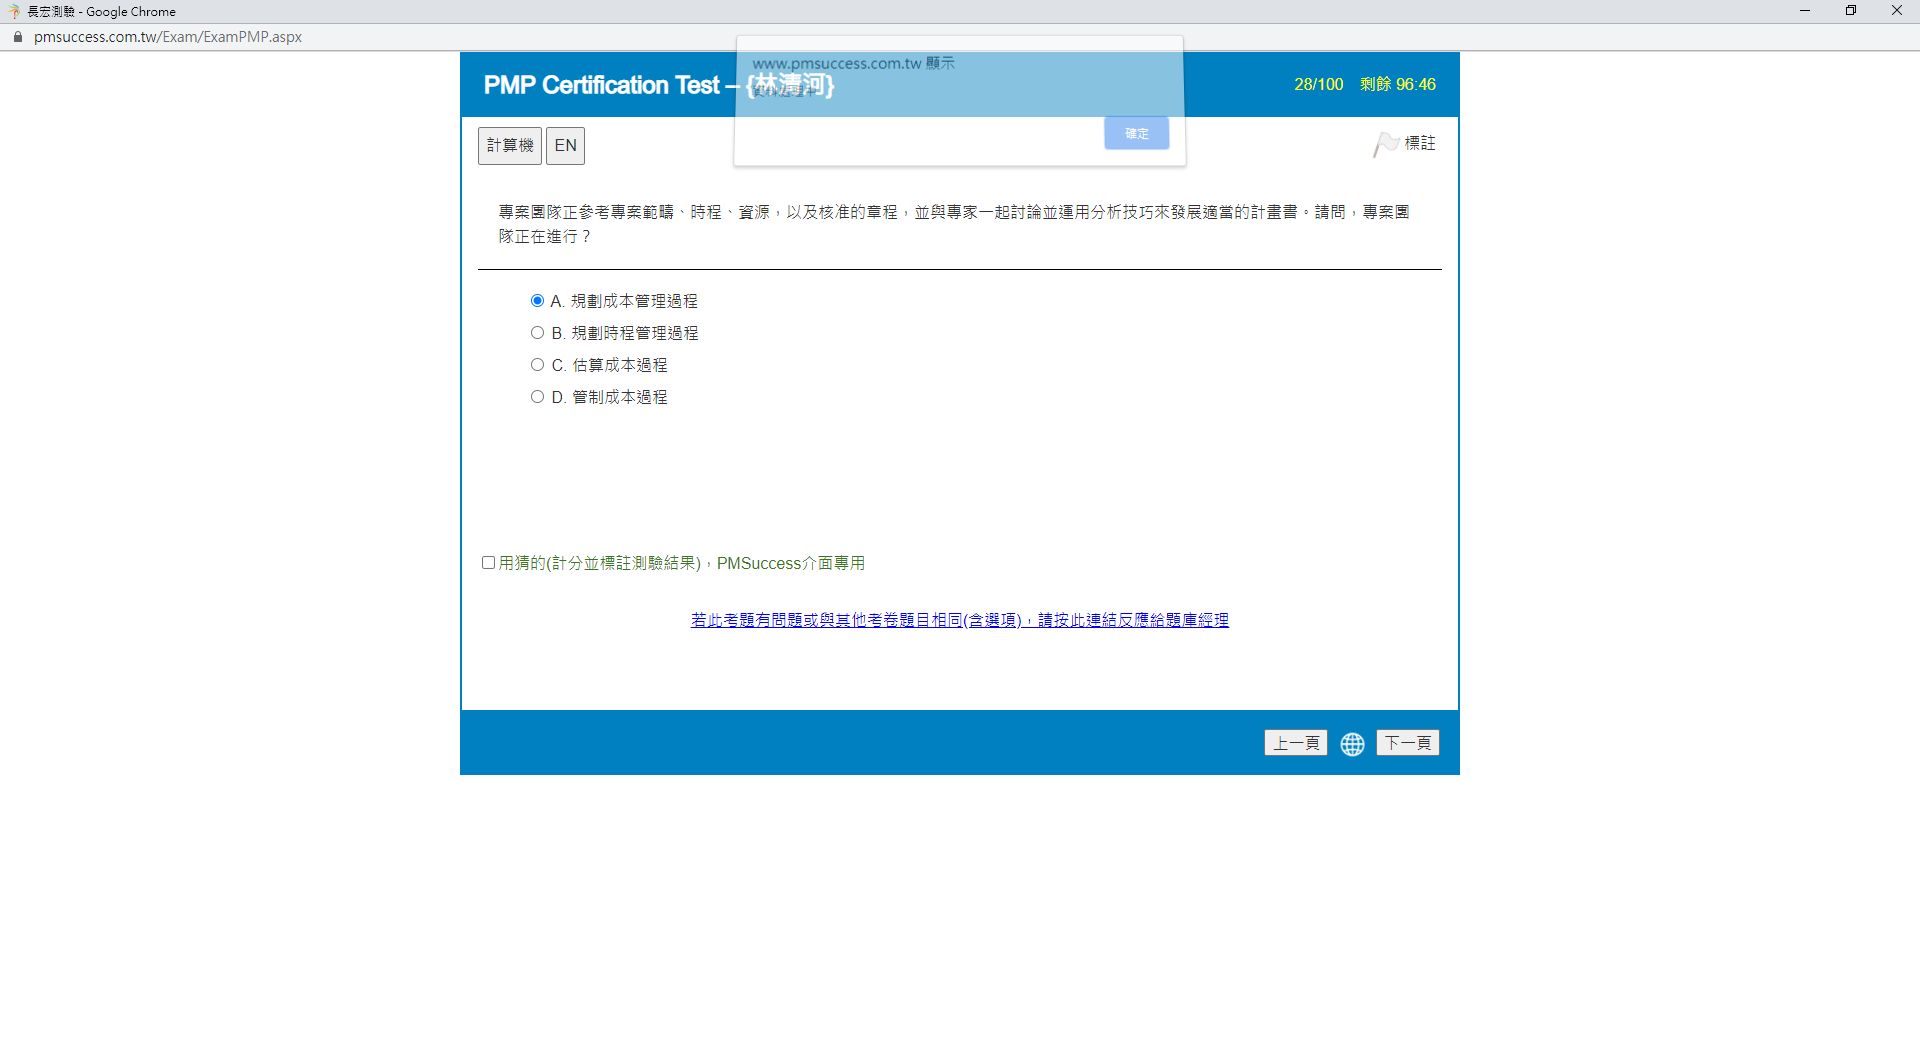 長宏測驗 - Google Chrome
pmsuccess.com.tw/Exam/ExamPMP.aspx
www.pmsuccess.com.tw 顯示
PMP Certification Test – {林清河}
28/100 剩餘 96:46
確定
計算機 EN
標註
專案團隊正參考專案範疇、時程、資源，以及核准的章程，並與專家一起討論並運用分析技巧來發展適當的計畫書。請問，專案團
隊正在進行？
A. 規劃成本管理過程
B. 規劃時程管理過程
C. 估算成本過程
D. 管制成本過程
用猜的(計分並標註測驗結果)，PMSuccess介面專用
若此考題有問題或與其他考卷題目相同(含選項)，請按此連結反應給題庫經理
上一頁 下一頁